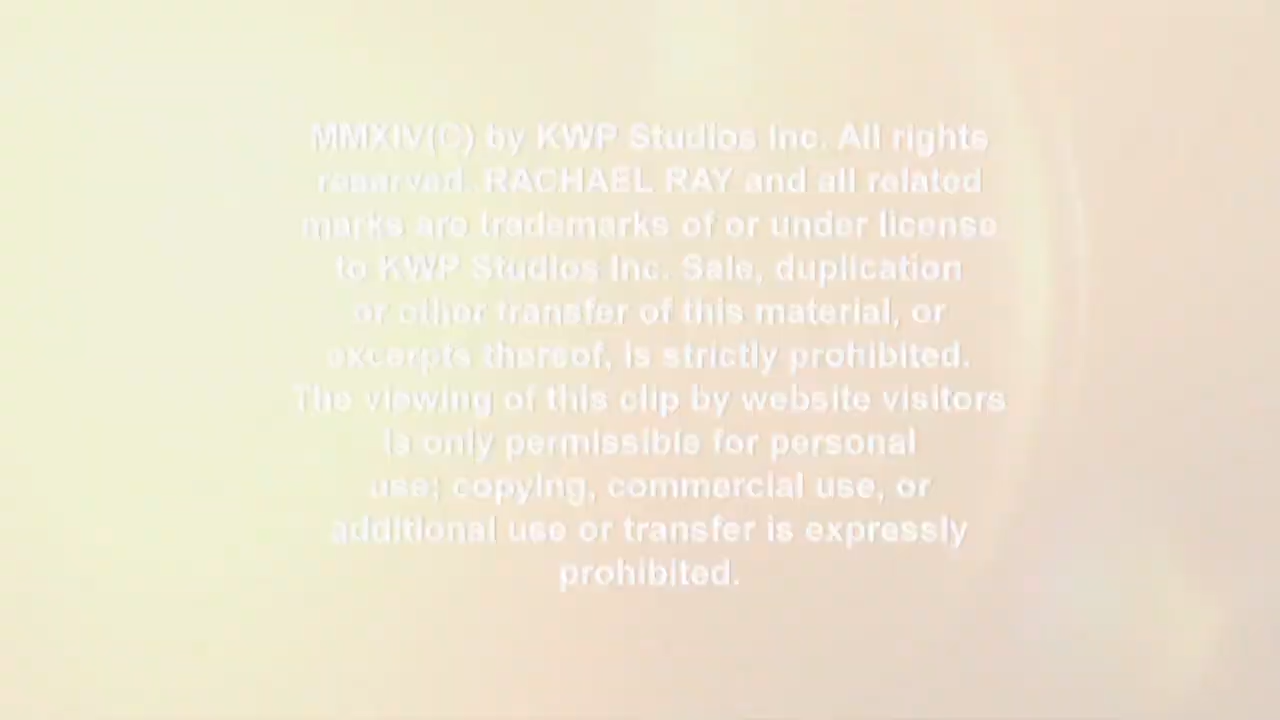 MMXIV(C) by KWP Studios Inc. All rights
reserved. RACHAEL RAY and all related
marks are trademarks of or under license
to KWP Studios Inc. Sale, duplication
or other transfer of this material, or
excerpts thereof, is strictly prohibited.
The viewing of this clip by website visitors
is only permissible for personal
use; copying, commercial use, or
additional use or transfer is expressly
prohibited.